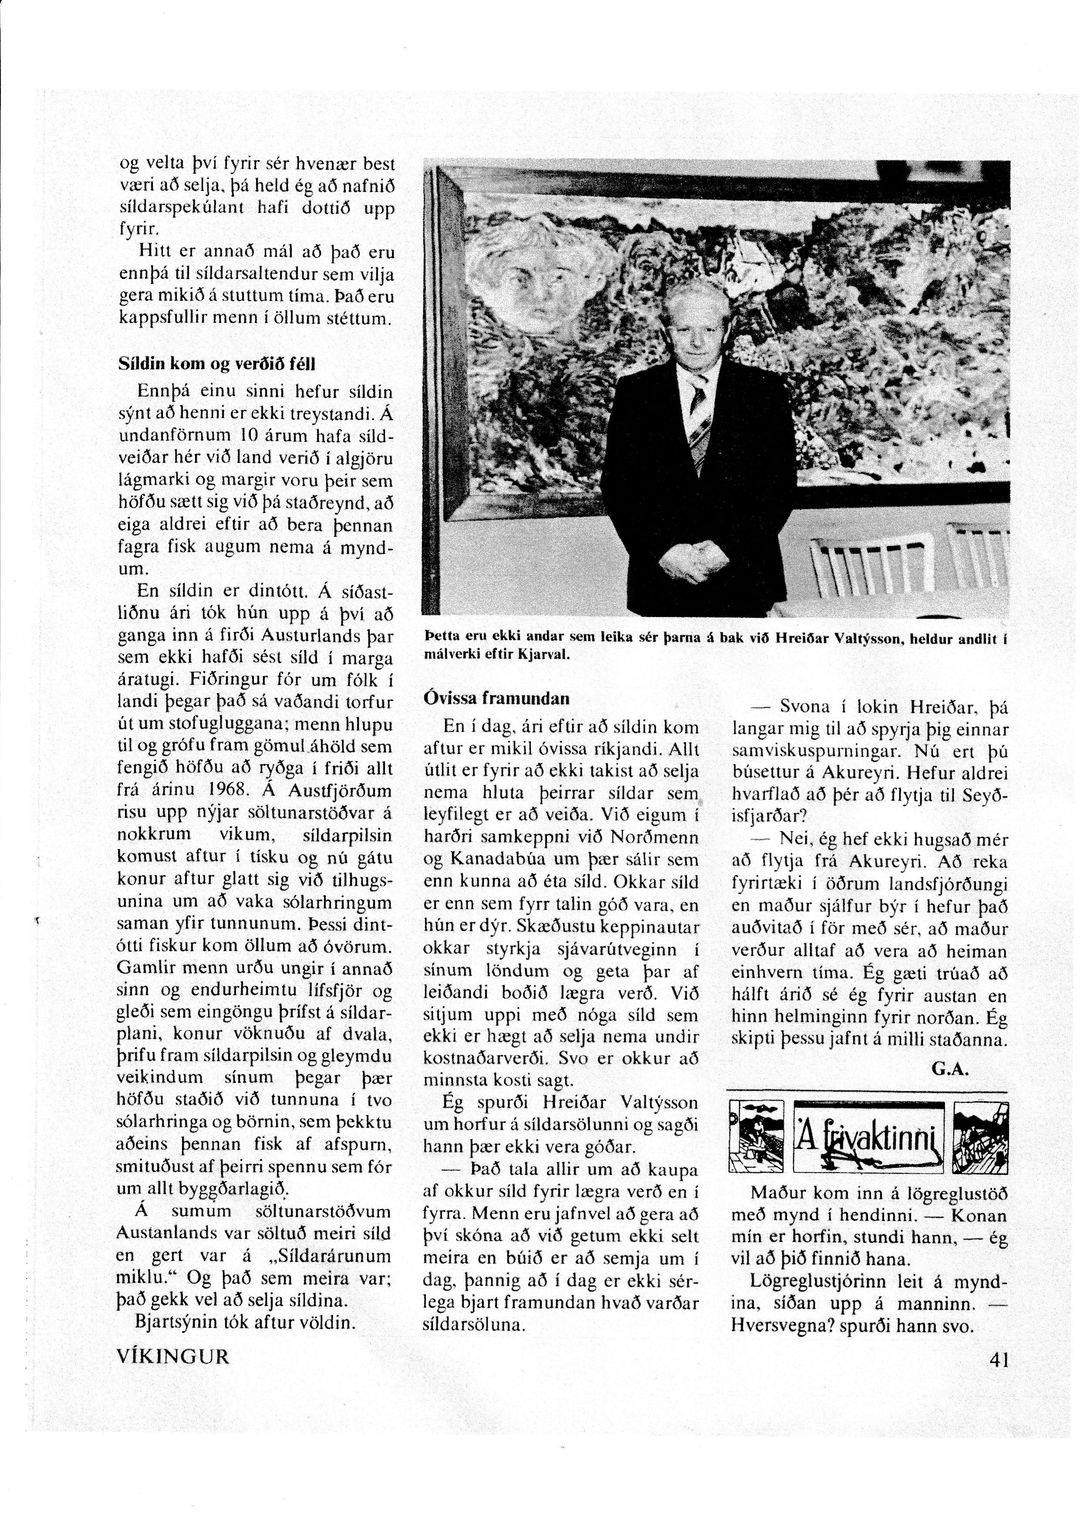 og velta því fyrir sér hvenær best
væri að selja, þá held ég að nafnið
síldarspekúlant hafi dottið upp
fyrir.
Hitt er annað mál að það eru
ennþá til síldarsaltendur sem vilja
gera mikið á stuttum tíma. Það eru
kappsfullir menn í öllum stéttum.
Síldin kom og verðið féll
Ennþá einu sinni hefur síldin
sýnt að henni er ekki treystandi. Á
undanförnum 10 árum hafa síld-
veiðar hér við land verið í algjöru
lágmarki og margir voru þeir sem
höfðu sætt sig við þá staðreynd, að
eiga aldrei eftir að bera þennan
fagra fisk augum nema á mynd-
um.
En síldin er dintótt. Á síðast-
liðnu ári tók hún upp á því að
ganga inn á firði Austurlands þar
sem ekki hafði sést síld í marga
áratugi. Fiðringur fór um fólk í
landi þegar það sá vaðandi torfur
út um stofugluggana; menn hlupu
til og grófu fram gömul áhöld sem
fengið höfðu að ryðga í friði allt
frá árinu 1968. Á Austfjörðum
risu upp nýjar söltunarstöðvar á
nokkrum vikum, síldarpilsin
komust aftur í tísku og nú gátu
konur aftur glatt sig við tilhugs-
unina um að vaka sólarhringum
saman yfir tunnunum. Þessi dint-
ótti fiskur kom öllum að óvörum.
Gamlir menn urðu ungir í annað
sinn og endurheimtu lífsfjör og
gleði sem eingöngu þrífst á síldar-
plani, konur vöknuðu af dvala,
þrifu fram síldarpilsin og gleymdu
veikindum sínum þegar þær
höfðu staðið við tunnuna í tvo
sólarhringa og börnin, sem þekktu
aðeins þennan fisk af afspurn,
smituðust af þeirri spennu sem fór
um allt byggðarlagið.
Á sumum söltunarstöðvum
Austanlands var söltuð meiri síld
en gert var á „Síldarárunum
miklu.“ Og það sem meira var;
það gekk vel að selja síldina.
Bjartsýnin tók aftur völdin.
Þetta eru ekki andar sem leika sér þarna á bak við Hreiðar Valtýsson, heldur andlit í
málverki eftir Kjarval.
Óvissa framundan
En í dag, ári eftir að síldin kom
aftur er mikil óvissa ríkjandi. Allt
útlit er fyrir að ekki takist að selja
nema hluta þeirrar síldar sem
leyfilegt er að veiða. Við eigum í
harðri samkeppni við Norðmenn
og Kanadabúa um þær sálir sem
enn kunna að éta síld. Okkar síld
er enn sem fyrr talin góð vara, en
hún er dýr. Skæðustu keppinautar
okkar styrkja sjávarútveginn í
sínum löndum og geta þar af
leiðandi boðið lægra verð. Við
sitjum uppi með nóga síld sem
ekki er hægt að selja nema undir
kostnaðarverði. Svo er okkur að
minnsta kosti sagt.
Ég spurði Hreiðar Valtýsson
um horfur á síldarsölunni og sagði
hann þær ekki vera góðar.
— Það tala allir um að kaupa
af okkur síld fyrir lægra verð en í
fyrra. Menn eru jafnvel að gera að
því skóna að við getum ekki selt
meira en búið er að semja um í
dag, þannig að í dag er ekki sér-
lega bjart framundan hvað varðar
síldarsöluna.
— Svona í lokin Hreiðar, þá
langar mig til að spyrja þig einnar
samviskuspurningar. Nú ert þú
búsettur á Akureyri. Hefur aldrei
hvarflað að þér að flytja til Seyð-
isfjarðar?
— Nei, ég hef ekki hugsað mér
að flytja frá Akureyri. Að reka
fyrirtæki í öðrum landsfjórðungi
en maður sjálfur býr í hefur það
auðvitað í för með sér, að maður
verður alltaf að vera að heiman
einhvern tíma. Ég gæti trúað að
hálft árið sé ég fyrir austan en
hinn helminginn fyrir norðan. Ég
skipti þessu jafnt á milli staðanna.
G.A.
Á frívaktinni
Maður kom inn á lögreglustöð
með mynd í hendinni. — Konan
mín er horfin, stundi hann, — ég
vil að þið finnið hana.
Lögreglustjórinn leit á mynd-
ina, síðan upp á manninn. —
Hversvegna? spurði hann svo.
VÍKINGUR
41